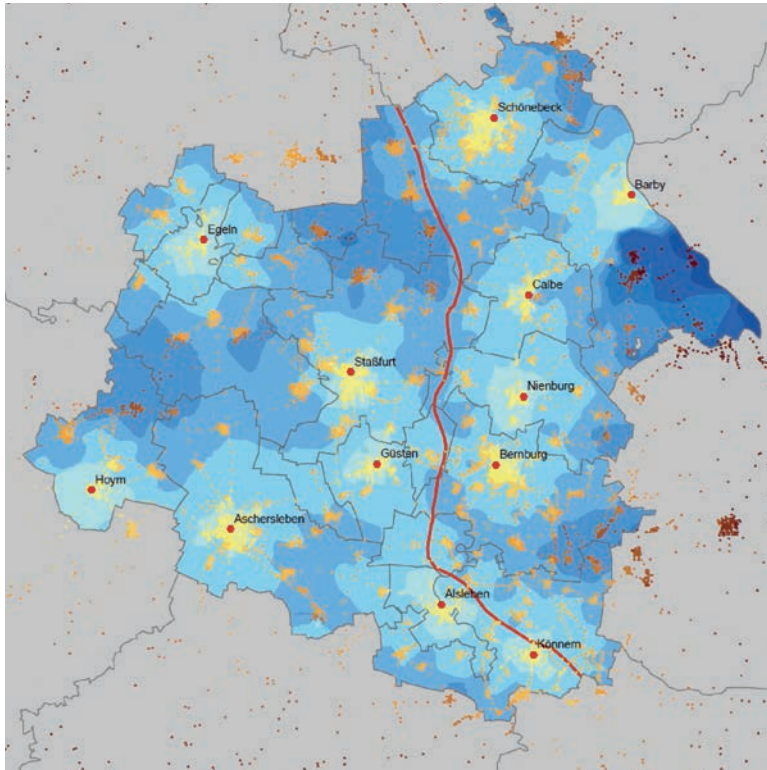 Schönebeck
Barby
Egeln
Calbe
Staßfurt
Nienburg
Güsten
Bernburg
Hoym
Aschersleben
Alsleben
Könnern